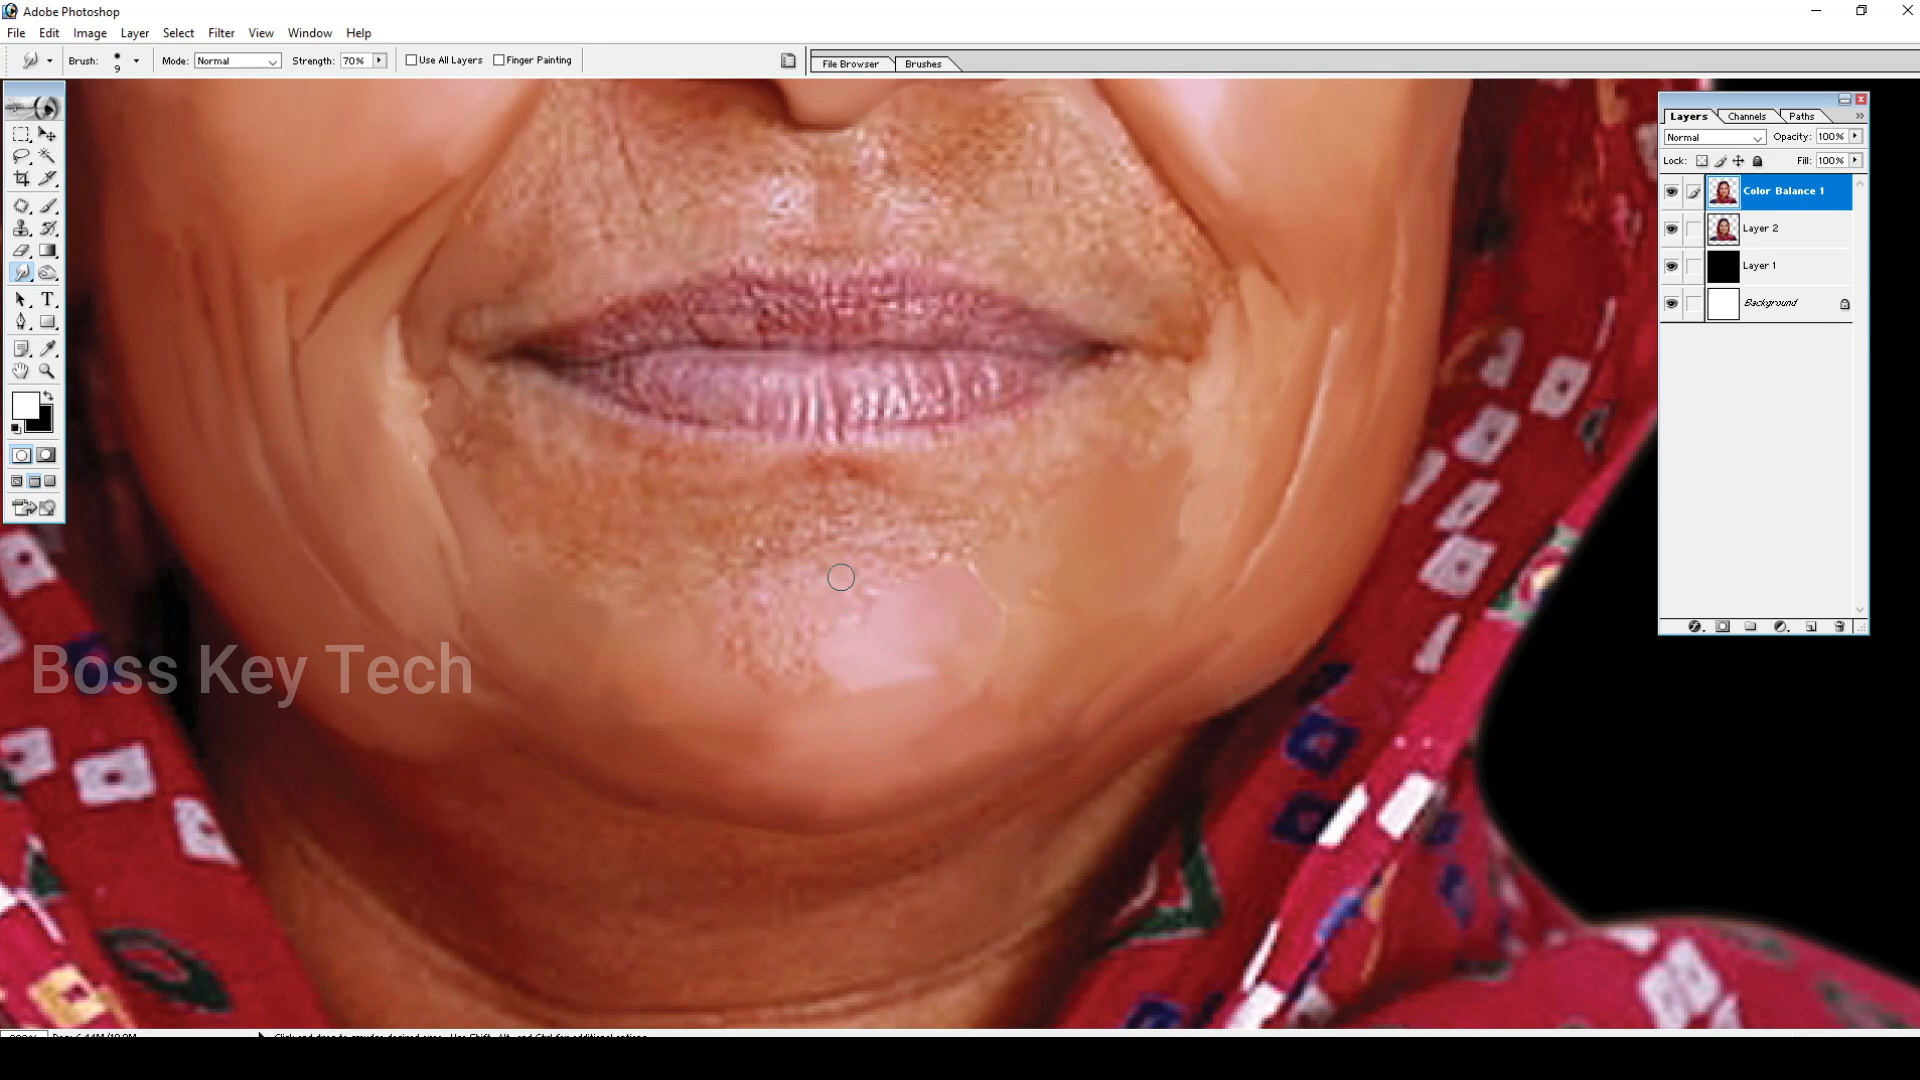 Adobe Photoshop
File Edit Image Layer Select Filter View Window Help
Brush: 9 Mode: Normal Strength: 70% Use All Layers Finger Painting File Browser Brushes
Layers Channels Paths
Normal Opacity: 100%
Lock: Fill: 100%
Color Balance 1
Layer 2
Layer 1
Background
Boss Key Tech